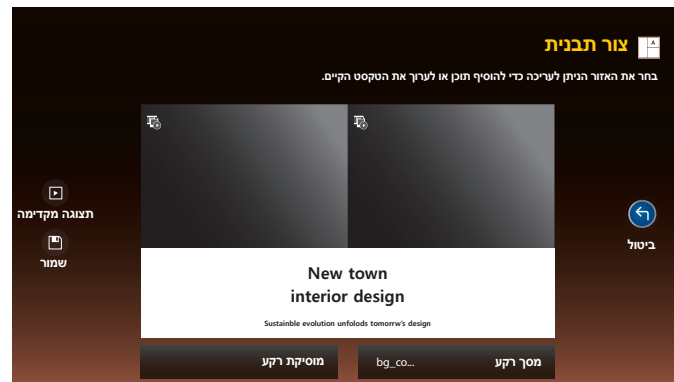 צור תבנית
בחר את האזור הניתן לעריכה כדי להוסיף תוכן או לערוך את הטקסט הקיים.
תצוגה מקדימה
שמור
ביטול
New town
interior design
Sustainble evolution unfolods tomorrw's design
מסך רקע bg_co...
מוסיקת רקע